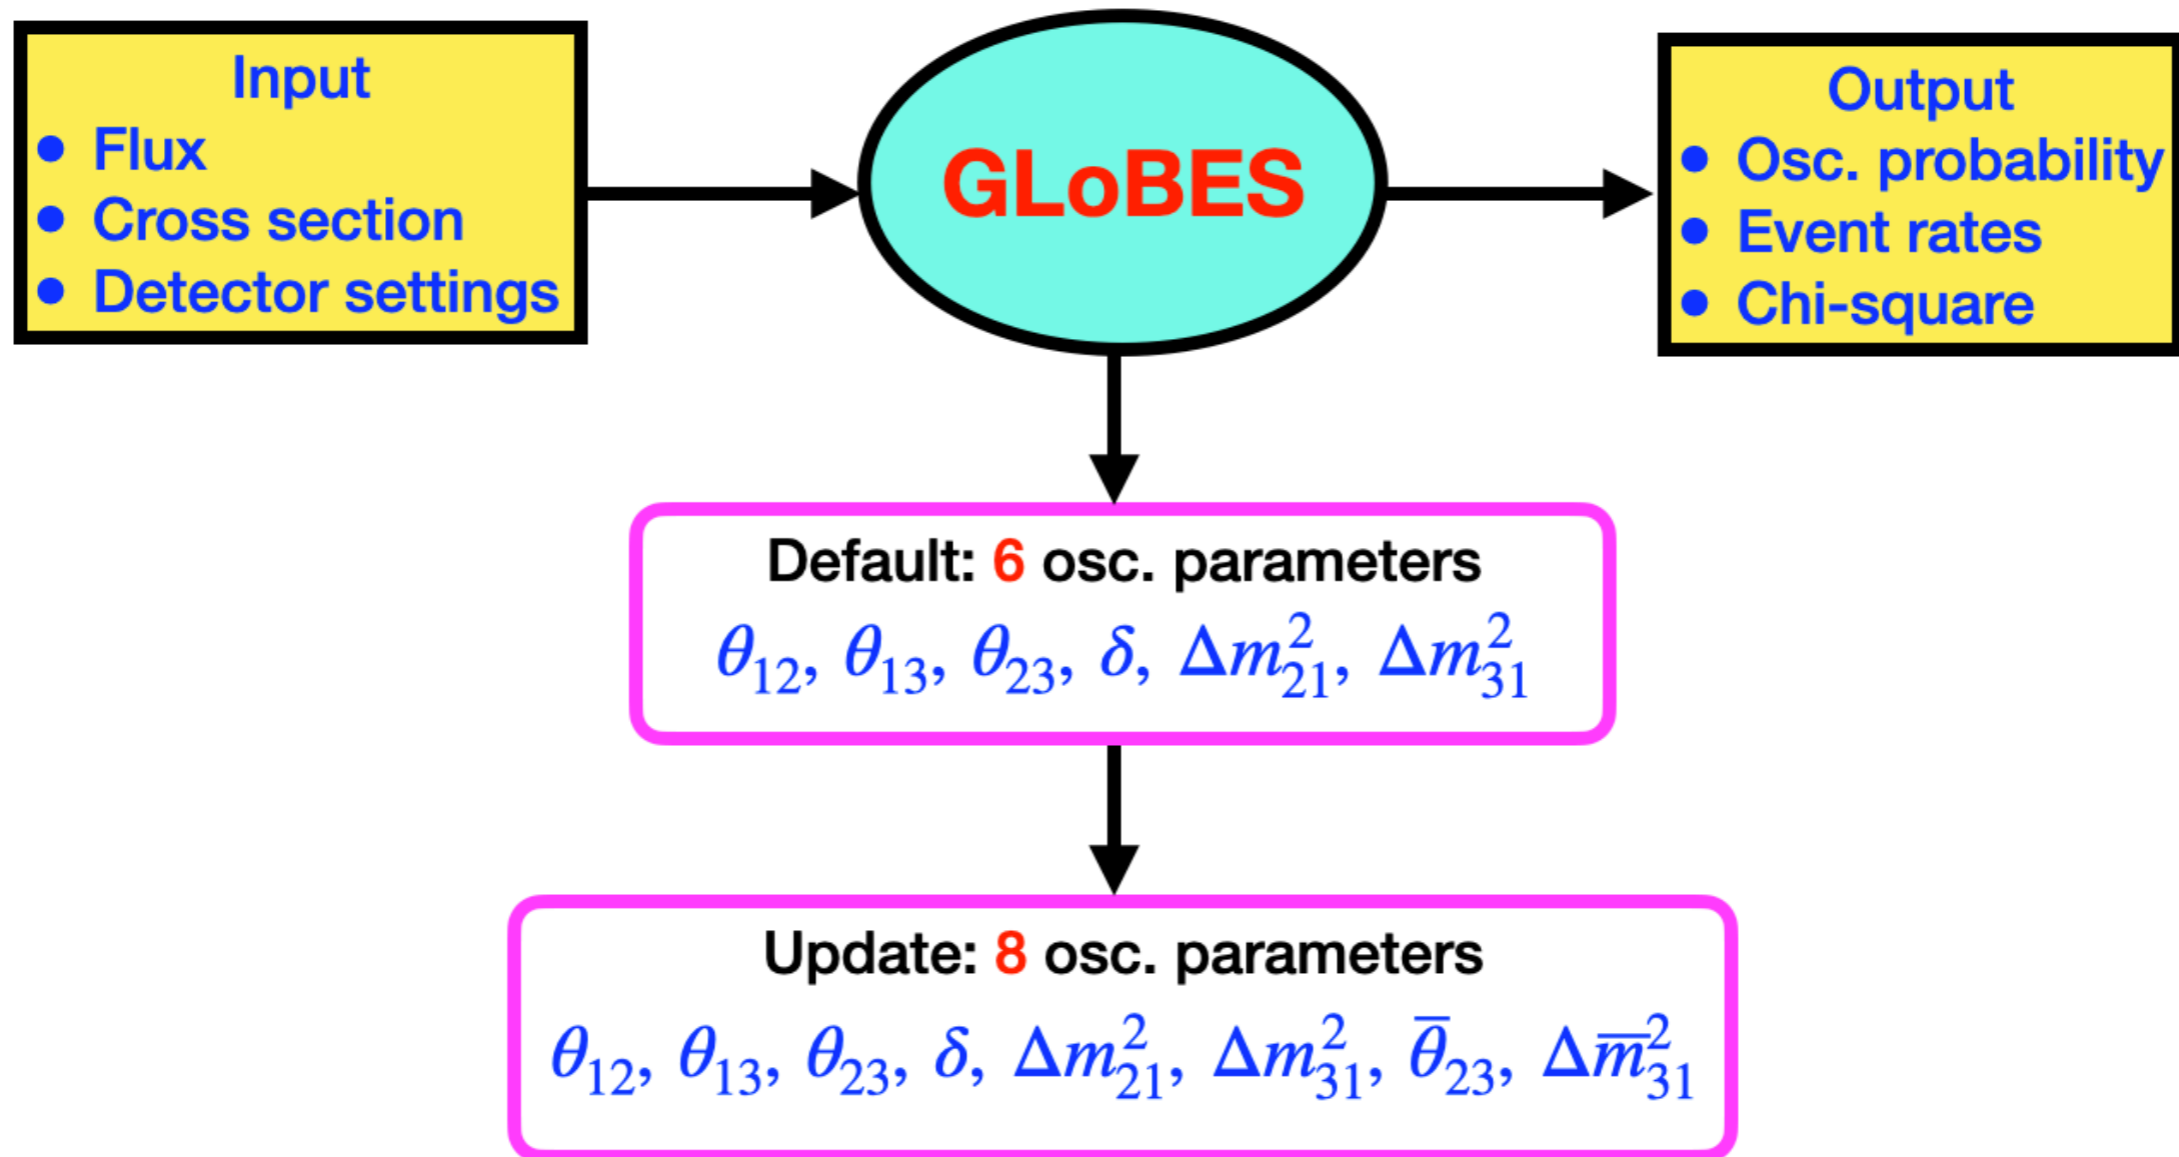 Input
• Flux
• Cross section
• Detector settings
GLoBES
Output
• Osc. probability
• Event rates
• Chi-square
Default: 6 osc. parameters
θ₁₂, θ₁₃, θ₂₃, δ, Δm²₂₁, Δm²₃₁
Update: 8 osc. parameters
θ₁₂, θ₁₃, θ₂₃, δ, Δm²₂₁, Δm²₃₁, θ̅₂₃, Δm̅²₃₁